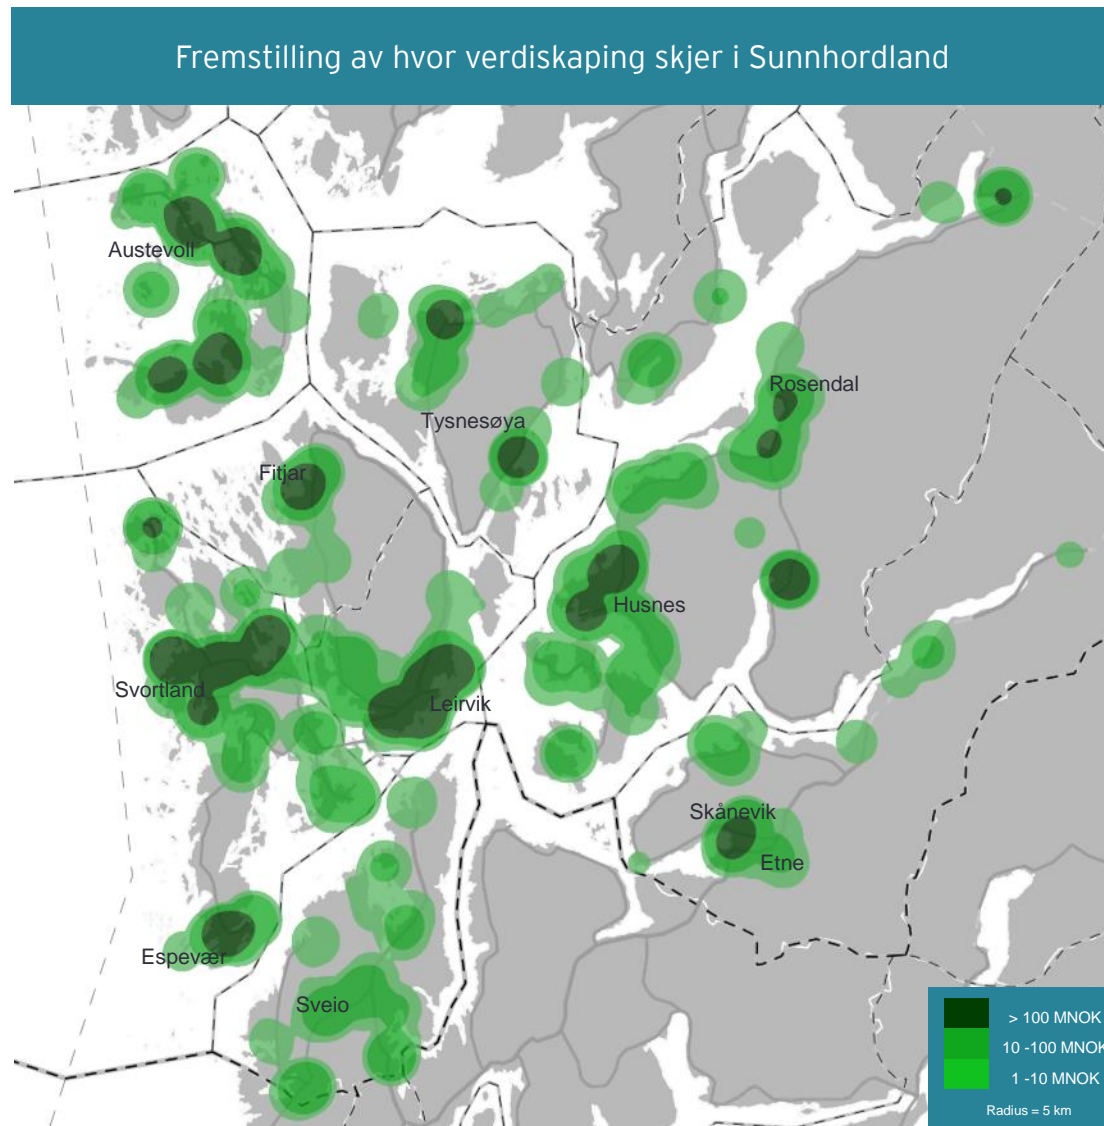 Fremstilling av hvor verdiskaping skjer i Sunnhordland
Austevoll
Rosendal
Tysnesøya
Fitjar
Husnes
Svortland
Leirvik
Skånevik
Etne
Espevær
Sveio
> 100 MNOK
10 -100 MNOK
1 -10 MNOK
Radius = 5 km